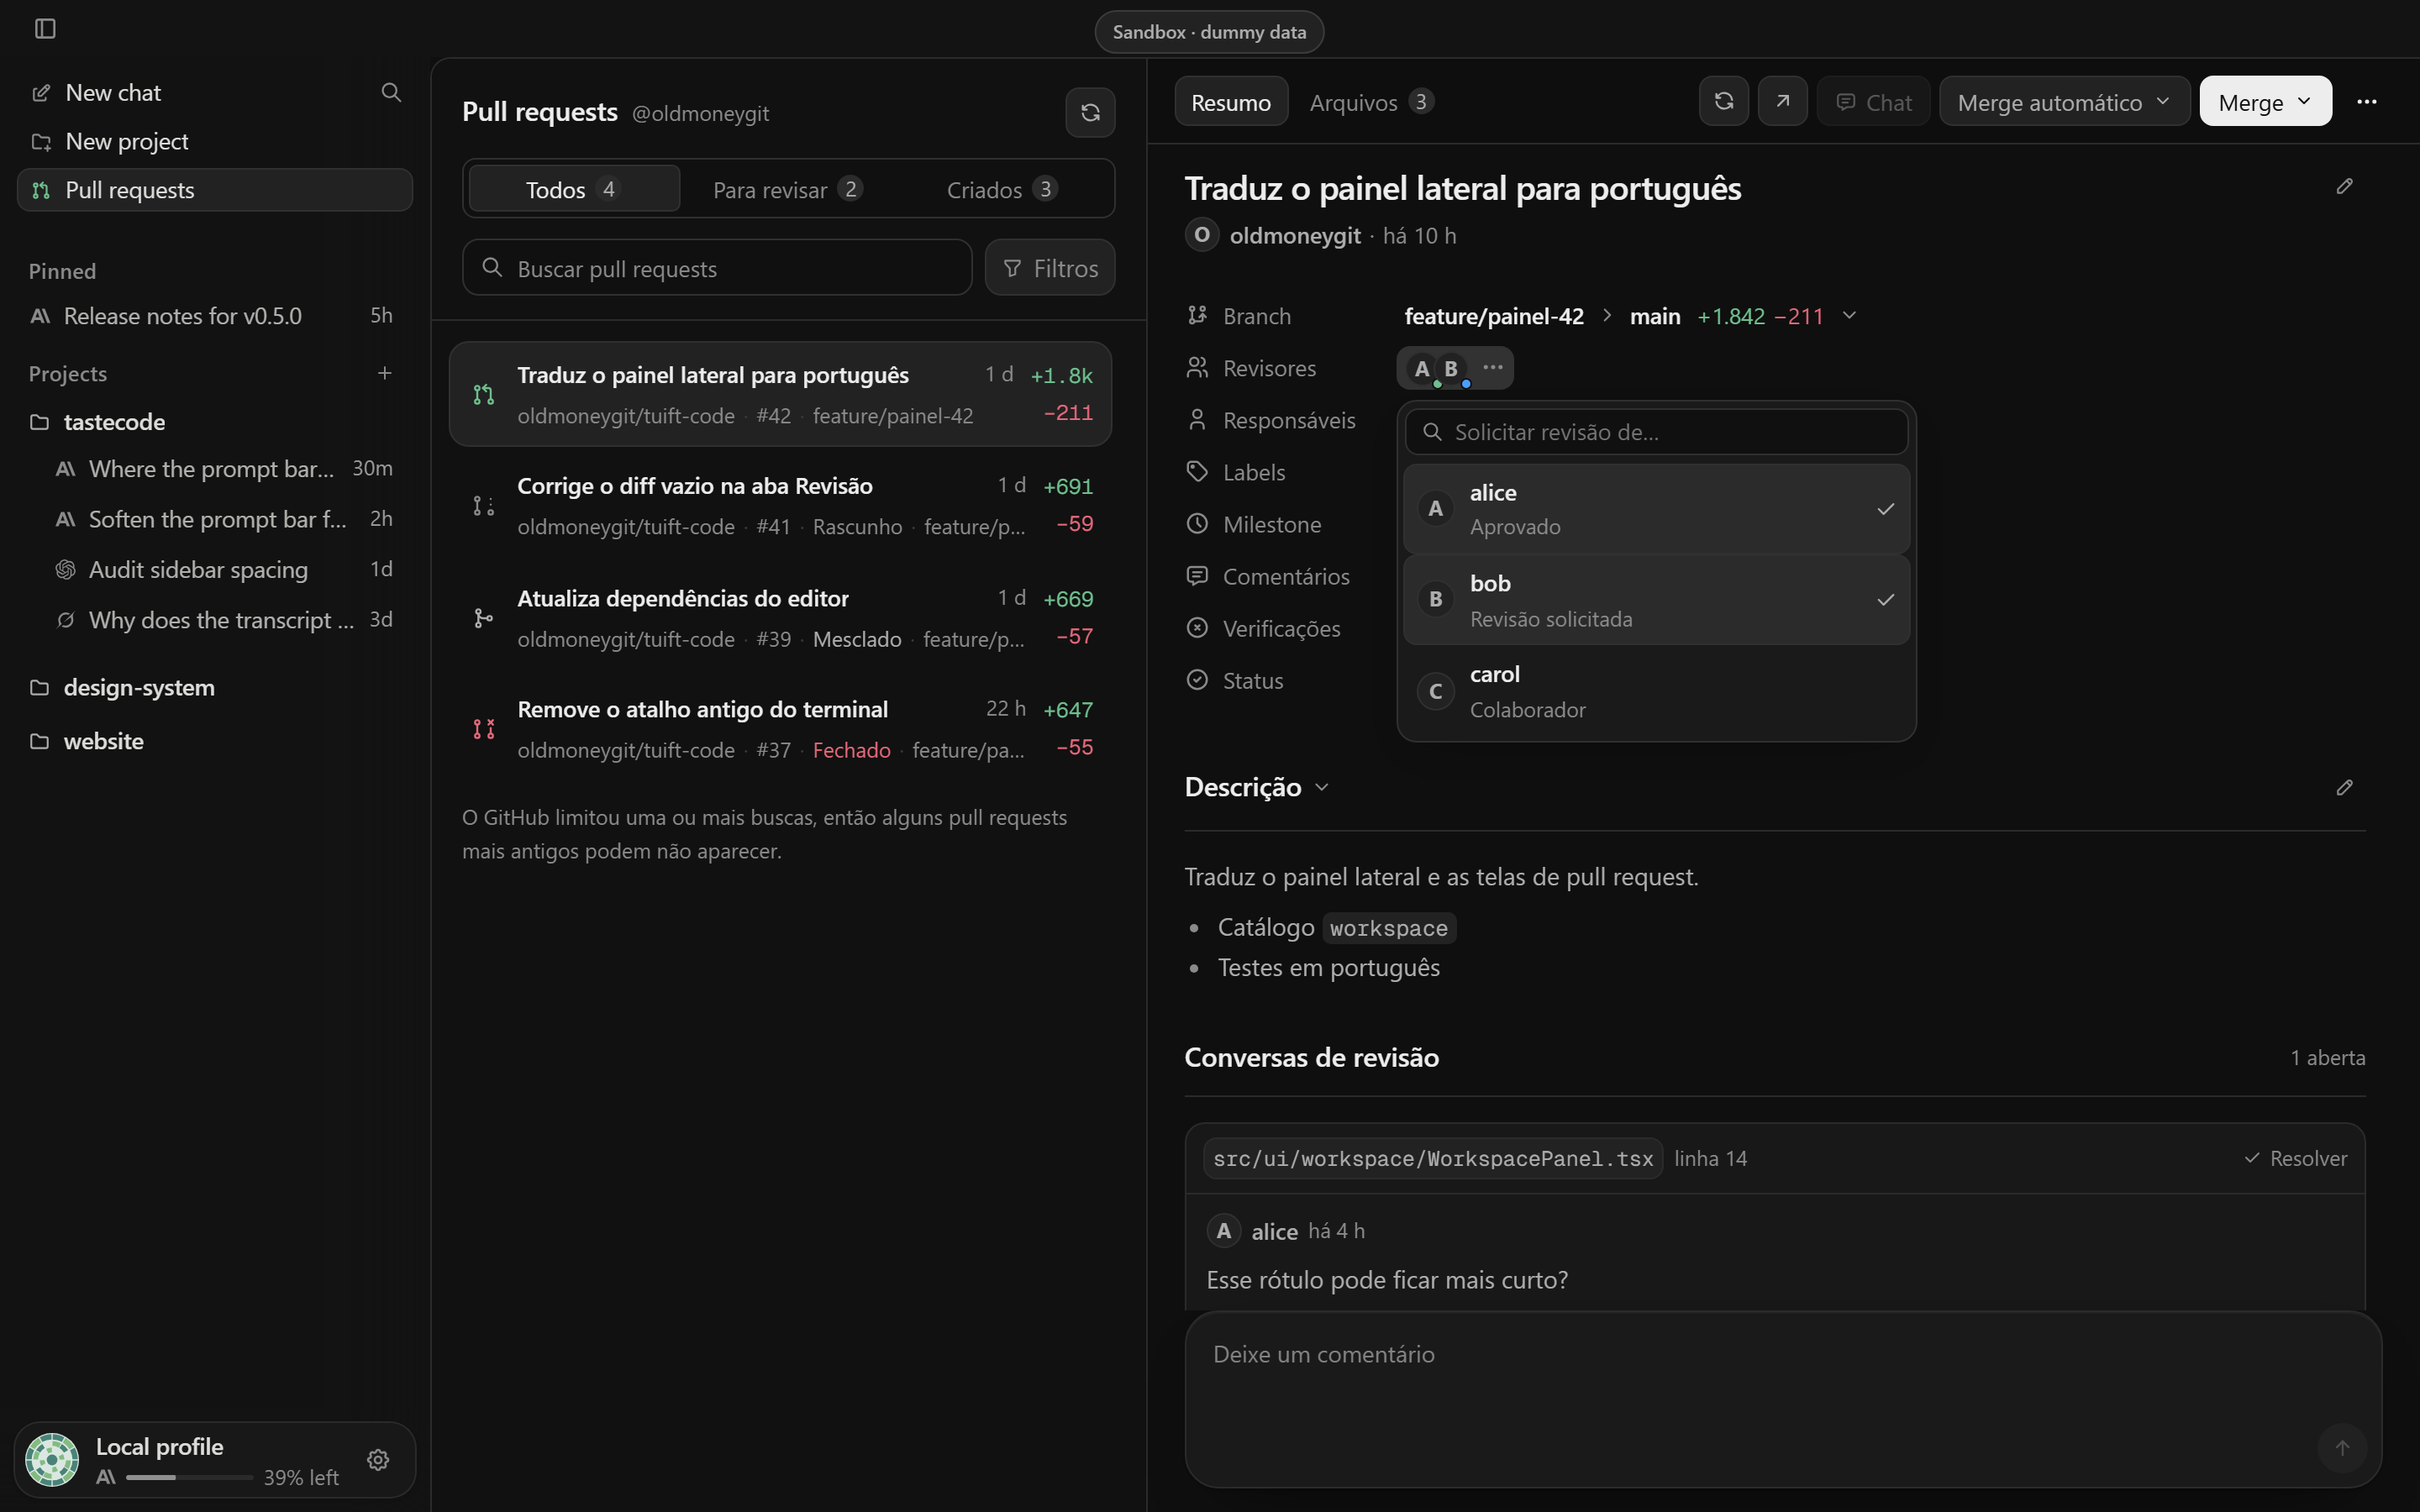 Sandbox · dummy data
New chat
New project
Pull requests
Pinned
Release notes for v0.5.0 5h
Projects
tastecode
Where the prompt bar... 30m
Soften the prompt bar f... 2h
Audit sidebar spacing 1d
Why does the transcript ... 3d
design-system
website
Local profile
39% left
Pull requests @oldmoneygit
Todos 4 Para revisar 2 Criados 3
Buscar pull requests Filtros
Traduz o painel lateral para português 1 d +1.8k
oldmoneygit/tuift-code · #42 · feature/painel-42 −211
Corrige o diff vazio na aba Revisão 1 d +691
oldmoneygit/tuift-code · #41 · Rascunho · feature/p... −59
Atualiza dependências do editor 1 d +669
oldmoneygit/tuift-code · #39 · Mesclado · feature/p... −57
Remove o atalho antigo do terminal 22 h +647
oldmoneygit/tuift-code · #37 · Fechado · feature/pa... −55
O GitHub limitou uma ou mais buscas, então alguns pull requests
mais antigos podem não aparecer.
Resumo Arquivos 3 Chat Merge automático Merge
Traduz o painel lateral para português
O oldmoneygit · há 10 h
Branch feature/painel-42 main +1.842 −211
Revisores A B
Responsáveis
Labels
Milestone
Comentários
Verificações
Status
Solicitar revisão de...
A alice
Aprovado
B bob
Revisão solicitada
C carol
Colaborador
Descrição
Traduz o painel lateral e as telas de pull request.
• Catálogo workspace
• Testes em português
Conversas de revisão 1 aberta
src/ui/workspace/WorkspacePanel.tsx linha 14 Resolver
A alice há 4 h
Esse rótulo pode ficar mais curto?
Deixe um comentário